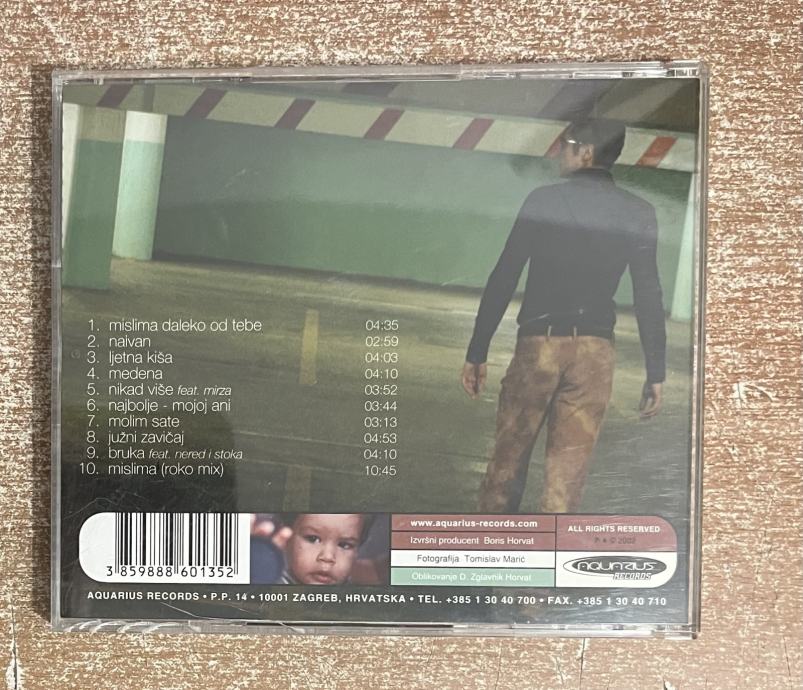 1. mislima daleko od tebe 04:35
2. naivan 02:59
3. ljetna kiša 04:03
4. medena 04:10
5. nikad više feat. mirza 03:52
6. najbolje - mojoj ani 03:44
7. molim sate 03:13
8. južni zavičaj 04:53
9. bruka feat. nered i stoka 04:10
10. mislima (roko mix) 10:45
3 859888 601352
www.aquarius-records.com
Izvršni producent Boris Horvat
Fotografija Tomislav Marić
Oblikovanje D. Zglavnik Horvat
ALL RIGHTS RESERVED
© 2002
AQUARIUS
RECORDS
AQUARIUS RECORDS • P.P. 14 • 10001 ZAGREB, HRVATSKA • TEL. +385 1 30 40 700 • FAX. +385 1 30 40 710